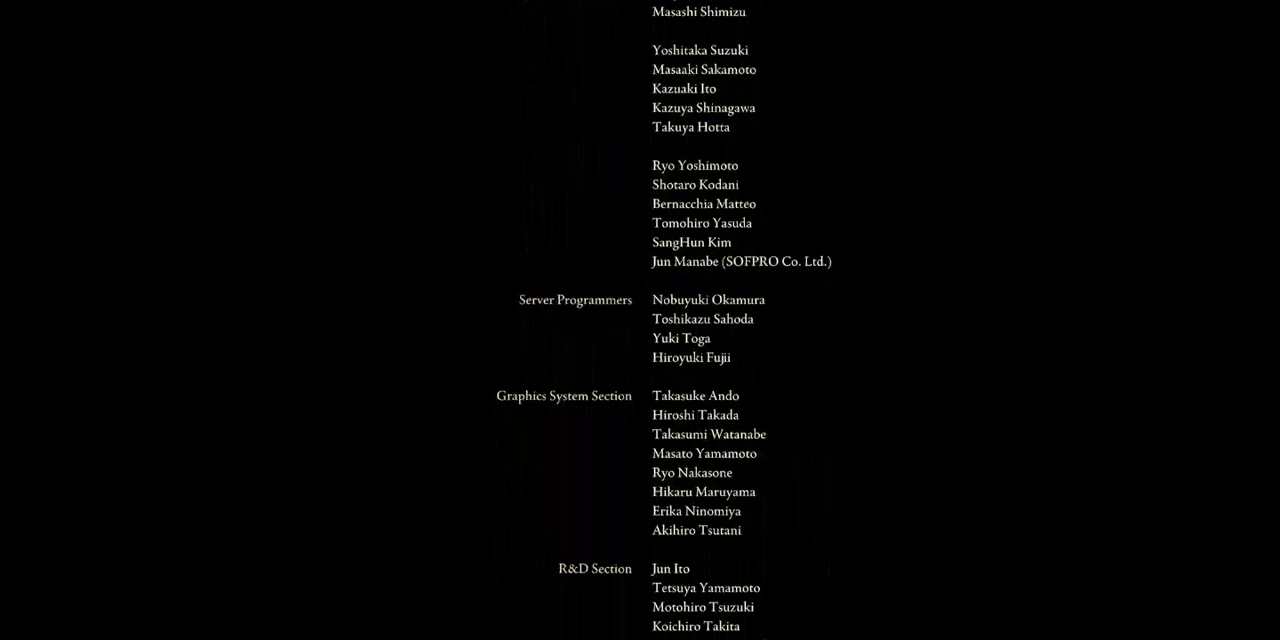 Masashi Shimizu
Yoshitaka Suzuki
Masaaki Sakamoto
Kazuaki Ito
Kazuya Shinagawa
Takuya Hotta
Ryo Yoshimoto
Shotaro Kodani
Bernacchia Matteo
Tomohiro Yasuda
SangHun Kim
Jun Manabe (SOFPRO Co. Ltd.)
Server Programmers Nobuyuki Okamura
Toshikazu Sahoda
Yuki Toga
Hiroyuki Fujii
Graphics System Section Takasuke Ando
Hiroshi Takada
Takasumi Watanabe
Masato Yamamoto
Ryo Nakasone
Hikaru Maruyama
Erika Ninomiya
Akihiro Tsutani
R&D Section Jun Ito
Tetsuya Yamamoto
Motohiro Tsuzuki
Koichiro Takita